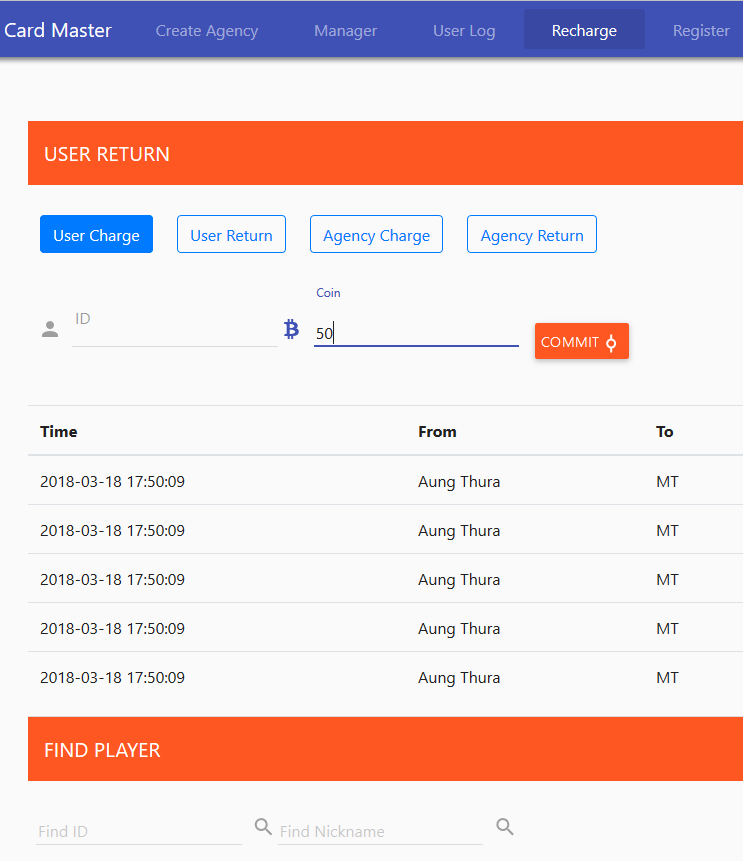 Card Master Create Agency Manager User Log Recharge Register
USER RETURN
User Charge User Return Agency Charge Agency Return
Coin
ID
50
COMMIT
Time From To
2018-03-18 17:50:09 Aung Thura MT
2018-03-18 17:50:09 Aung Thura MT
2018-03-18 17:50:09 Aung Thura MT
2018-03-18 17:50:09 Aung Thura MT
2018-03-18 17:50:09 Aung Thura MT
FIND PLAYER
Find ID Find Nickname